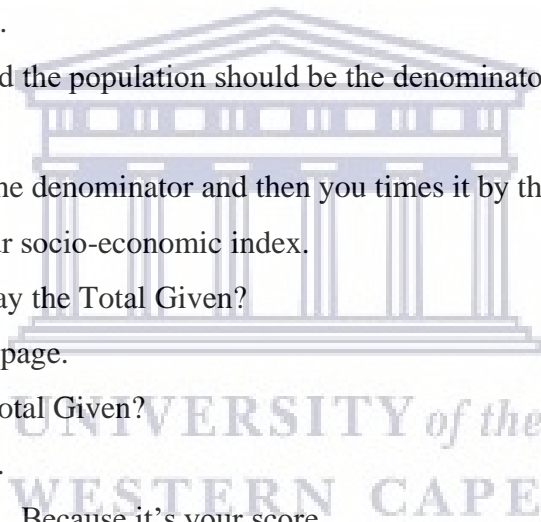 .
d the population should be the denominato
he denominator and then you times it by th
r socio-economic index.
ay the Total Given?
page.
otal Given?
UNIVERSITY of the
.
WESTERN CAPE
Because it's your score